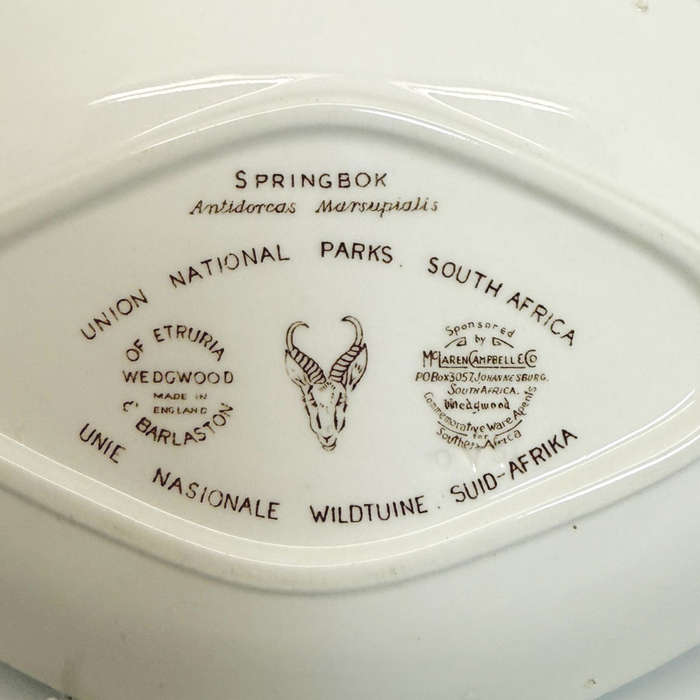 SPRINGBOK
Antidorcas Marsupialis
UNION NATIONAL PARKS. SOUTH AFRICA
OF ETRURIA
WEDGWOOD
MADE IN
ENGLAND
& BARLASTON
Sponsored
by
McLAREN CAMPBELL & Co
P O Box 3057, JOHANNESBURG.
SOUTH AFRICA.
Wedgwood
Commemorative Ware Agents
for
Southern Africa
UNIE NASIONALE WILDTUINE. SUID-AFRIKA